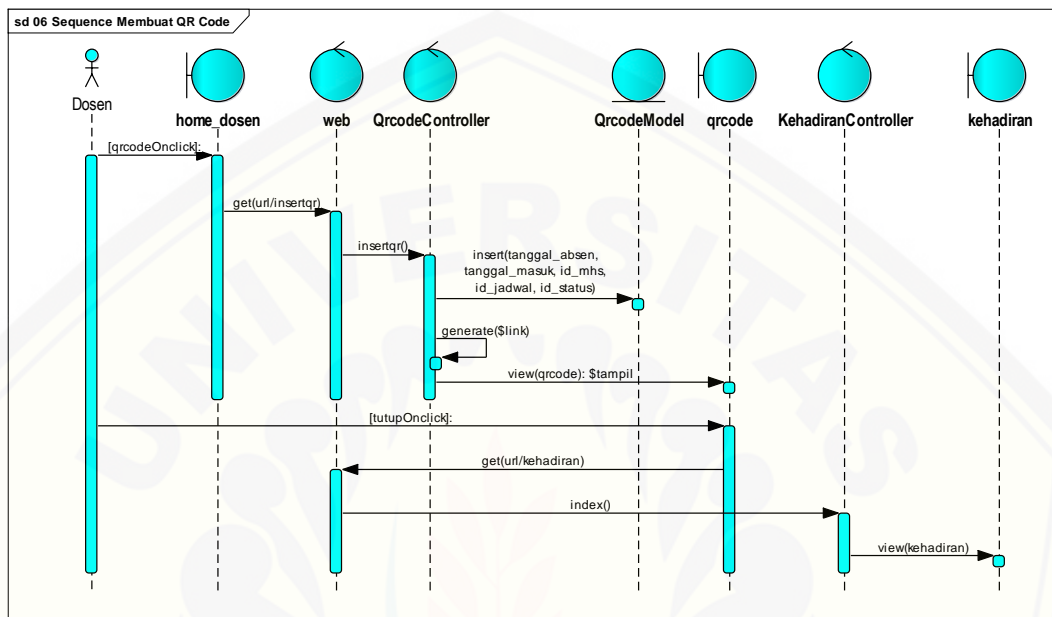 sd 06 Sequence Membuat QR Code
Dosen
home_dosen
web
QrcodeController
QrcodeModel
qrcode
KehadiranController
kehadiran
[qrcodeOnclick]:
get(url/insertqr)
insertqr()
insert(tanggal_absen,
tanggal_masuk, id_mhs,
id_jadwal, id_status)
generate($link)
view(qrcode): $tampil
[tutupOnclick]:
get(url/kehadiran)
index()
view(kehadiran)
UNIVERSITAS